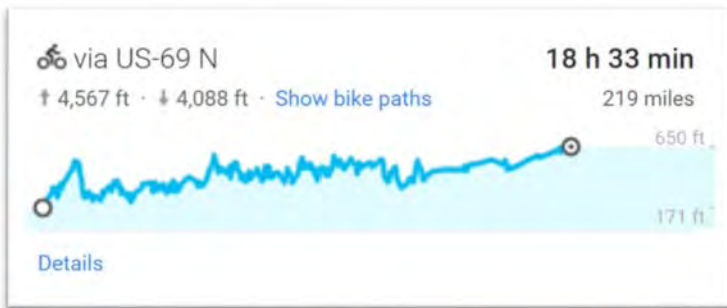 via US-69 N 18 h 33 min
↑ 4,567 ft · ↓ 4,088 ft · Show bike paths 219 miles
650 ft
171 ft
Details